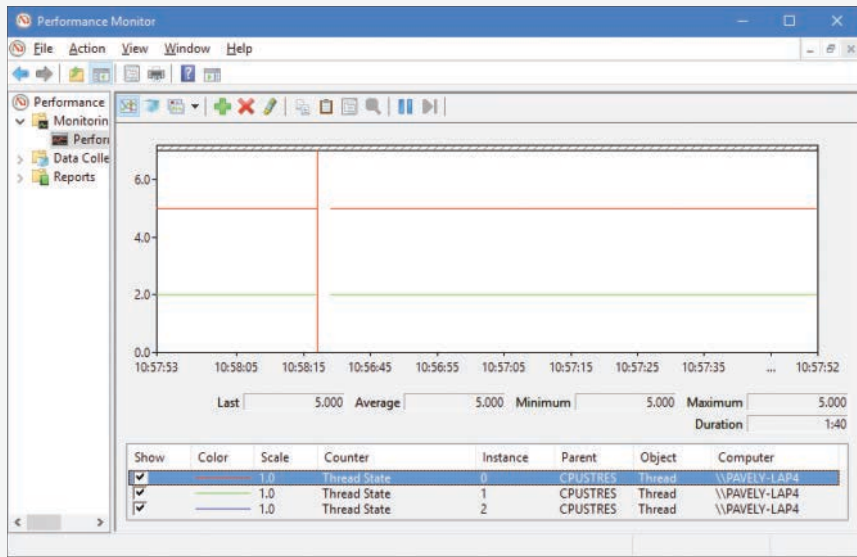 Performance Monitor
File Action View Window Help
Performance
Monitorin
Perfor
Data Colle
Reports
6.0
4.0
2.0
0.0
10:57:53 10:58:05 10:58:15 10:56:45 10:56:55 10:57:05 10:57:15 10:57:25 10:57:35 ... 10:57:52
Last 5.000 Average 5.000 Minimum 5.000 Maximum 5.000
Duration 1:40
Show Color Scale Counter Instance Parent Object Computer
1.0 Thread State 0 CPUSTRES Thread \\PAVELY-LAP4
1.0 Thread State 1 CPUSTRES Thread \\PAVELY-LAP4
1.0 Thread State 2 CPUSTRES Thread \\PAVELY-LAP4